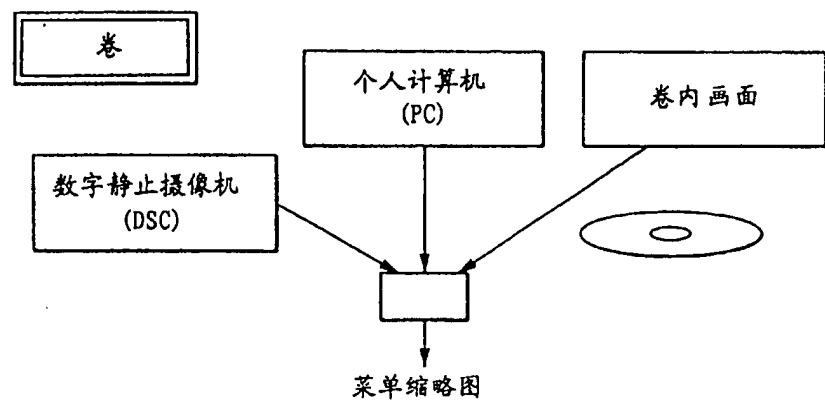 卷
个人计算机
(PC)
卷内画面
数字静止摄像机
(DSC)
菜单缩略图